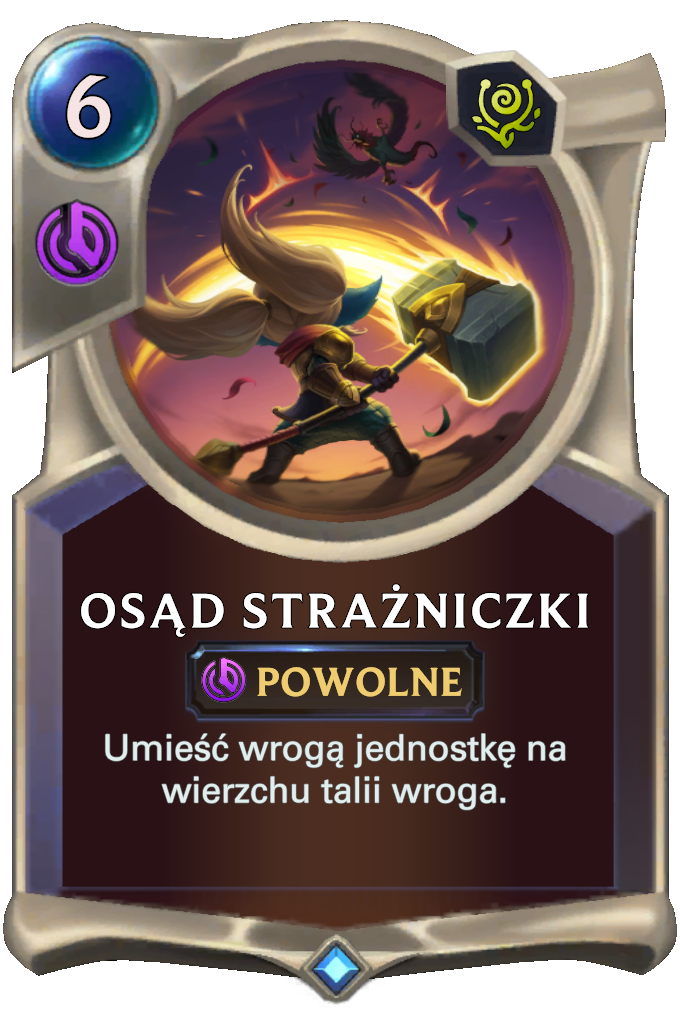 6
OSĄD STRAŻNICZKI
POWOLNE
Umieść wrogą jednostkę na
wierzchu talii wroga.